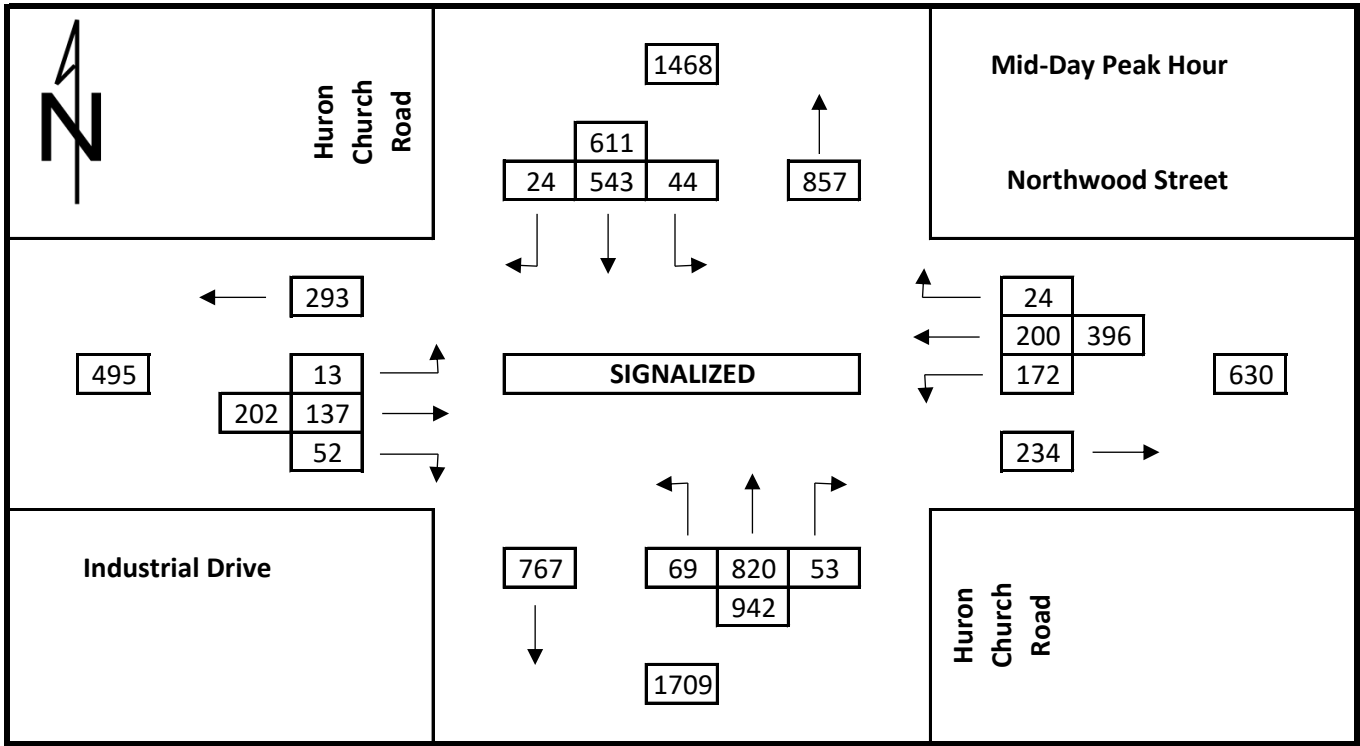 N
Huron
Church
Road
1468
611
24 543 44
857
Mid-Day Peak Hour
Northwood Street
293
495
13
202 137
52
SIGNALIZED
24
200 396
172
630
234
Industrial Drive
767
69 820 53
942
1709
Huron
Church
Road